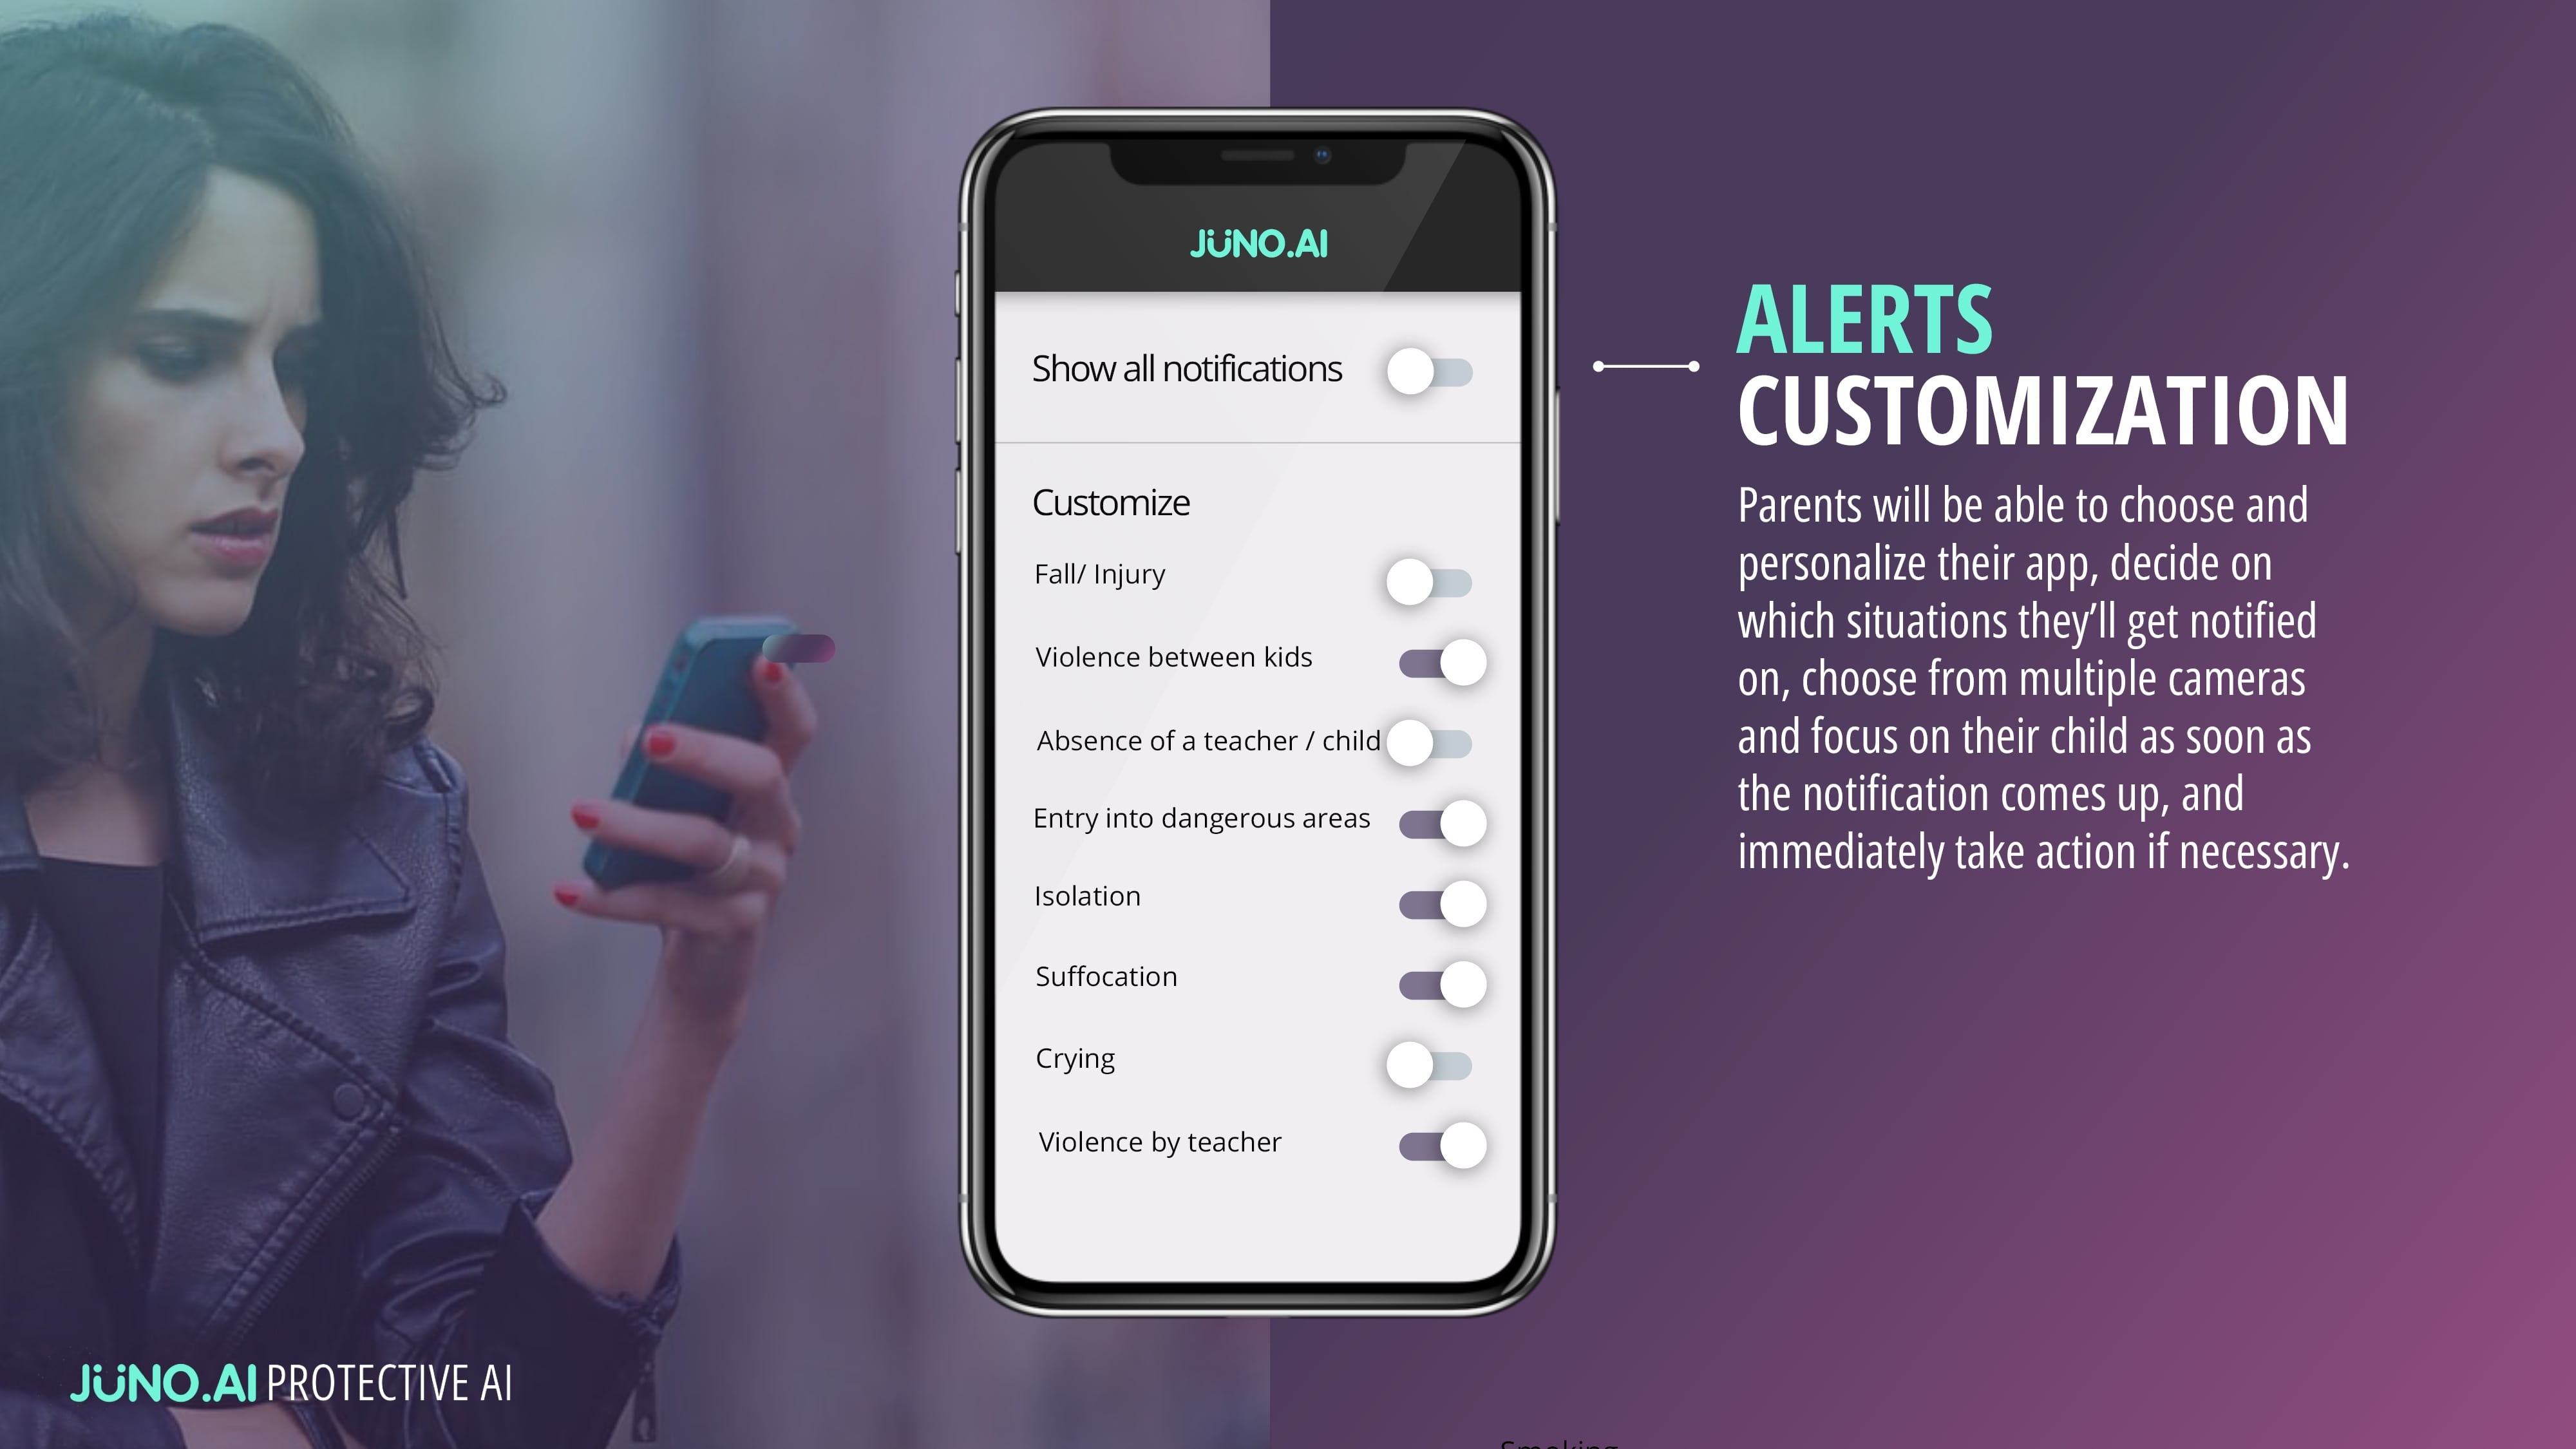 JÜNO.AI
Show all notifications
Customize
Fall/ Injury
Violence between kids
Absence of a teacher / child
Entry into dangerous areas
Isolation
Suffocation
Crying
Violence by teacher
ALERTS
CUSTOMIZATION
Parents will be able to choose and
personalize their app, decide on
which situations they’ll get notified
on, choose from multiple cameras
and focus on their child as soon as
the notification comes up, and
immediately take action if necessary.
JÜNO.AI PROTECTIVE AI
Smoking